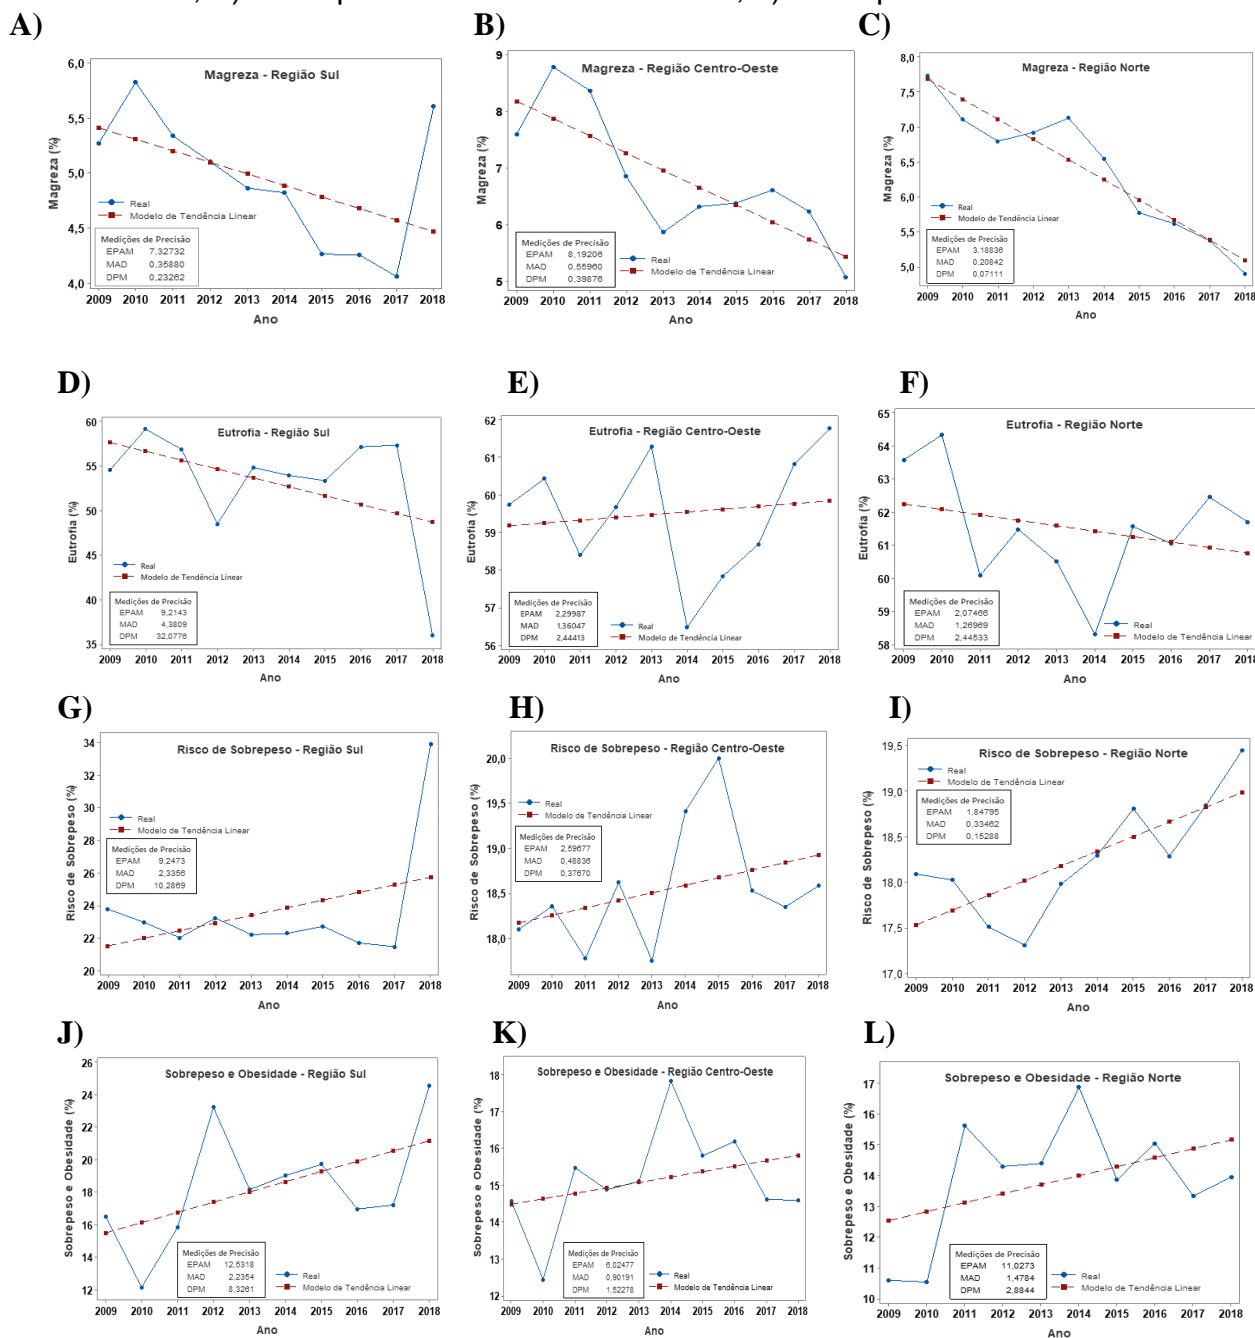 A)
Magreza - Região Sul
Magreza (%)
6,0
5,5
5,0
4,5
4,0
Real
Modelo de Tendência Linear
Medições de Precisão
EPAM 7,32732
MAD 0,35880
DPM 0,23262
2009 2010 2011 2012 2013 2014 2015 2016 2017 2018
Ano
B)
Magreza - Região Centro-Oeste
Magreza (%)
9
8
7
6
5
Medições de Precisão
EPAM 8,19206
MAD 0,55960
DPM 0,39876
Real
Modelo de Tendência Linear
2009 2010 2011 2012 2013 2014 2015 2016 2017 2018
Ano
C)
Magreza - Região Norte
Magreza (%)
8,0
7,5
7,0
6,5
6,0
5,5
5,0
Real
Modelo de Tendência Linear
Medições de Precisão
EPAM 3,18836
MAD 0,20842
DPM 0,07111
2009 2010 2011 2012 2013 2014 2015 2016 2017 2018
Ano
D)
Eutrofia - Região Sul
Eutrofia (%)
60
55
50
45
40
35
Real
Modelo de Tendência Linear
Medições de Precisão
EPAM 9,2143
MAD 4,3809
DPM 32,0776
2009 2010 2011 2012 2013 2014 2015 2016 2017 2018
Ano
E)
Eutrofia - Região Centro-Oeste
Eutrofia (%)
62
61
60
59
58
57
56
Medições de Precisão
EPAM 2,29987
MAD 1,36047
DPM 2,44413
Real
Modelo de Tendência Linear
2009 2010 2011 2012 2013 2014 2015 2016 2017 2018
Ano
F)
Eutrofia - Região Norte
Eutrofia (%)
65
64
63
62
61
60
59
58
Medições de Precisão
EPAM 2,07466
MAD 1,26969
DPM 2,44533
Real
Modelo de Tendência Linear
2009 2010 2011 2012 2013 2014 2015 2016 2017 2018
Ano
G)
Risco de Sobrepeso - Região Sul
Risco de Sobrepeso (%)
34
32
30
28
26
24
22
20
Real
Modelo de Tendência Linear
Medições de Precisão
EPAM 9,2473
MAD 2,3356
DPM 10,2869
2009 2010 2011 2012 2013 2014 2015 2016 2017 2018
Ano
H)
Risco de Sobrepeso - Região Centro-Oeste
Risco de Sobrepeso (%)
20,0
19,5
19,0
18,5
18,0
Real
Modelo de Tendência Linear
Medições de Precisão
EPAM 2,59677
MAD 0,48836
DPM 0,37670
2009 2010 2011 2012 2013 2014 2015 2016 2017 2018
Ano
I)
Risco de Sobrepeso - Região Norte
Risco de Sobrepeso (%)
19,5
19,0
18,5
18,0
17,5
17,0
Real
Modelo de Tendência Linear
Medições de Precisão
EPAM 1,84795
MAD 0,33462
DPM 0,15288
2009 2010 2011 2012 2013 2014 2015 2016 2017 2018
Ano
J)
Sobrepeso e Obesidade - Região Sul
Sobrepeso e Obesidade (%)
26
24
22
20
18
16
14
12
Medições de Precisão
EPAM 12,5318
MAD 2,2354
DPM 8,3261
Real
Modelo de Tendência Linear
2009 2010 2011 2012 2013 2014 2015 2016 2017 2018
Ano
K)
Sobrepeso e Obesidade - Região Centro-Oeste
Sobrepeso e Obesidade (%)
18
17
16
15
14
13
12
Medições de Precisão
EPAM 6,02477
MAD 0,90191
DPM 1,52278
Real
Modelo de Tendência Linear
2009 2010 2011 2012 2013 2014 2015 2016 2017 2018
Ano
L)
Sobrepeso e Obesidade - Região Norte
Sobrepeso e Obesidade (%)
17
16
15
14
13
12
11
10
Medições de Precisão
EPAM 11,0273
MAD 1,4784
DPM 2,8844
Real
Modelo de Tendência Linear
2009 2010 2011 2012 2013 2014 2015 2016 2017 2018
Ano